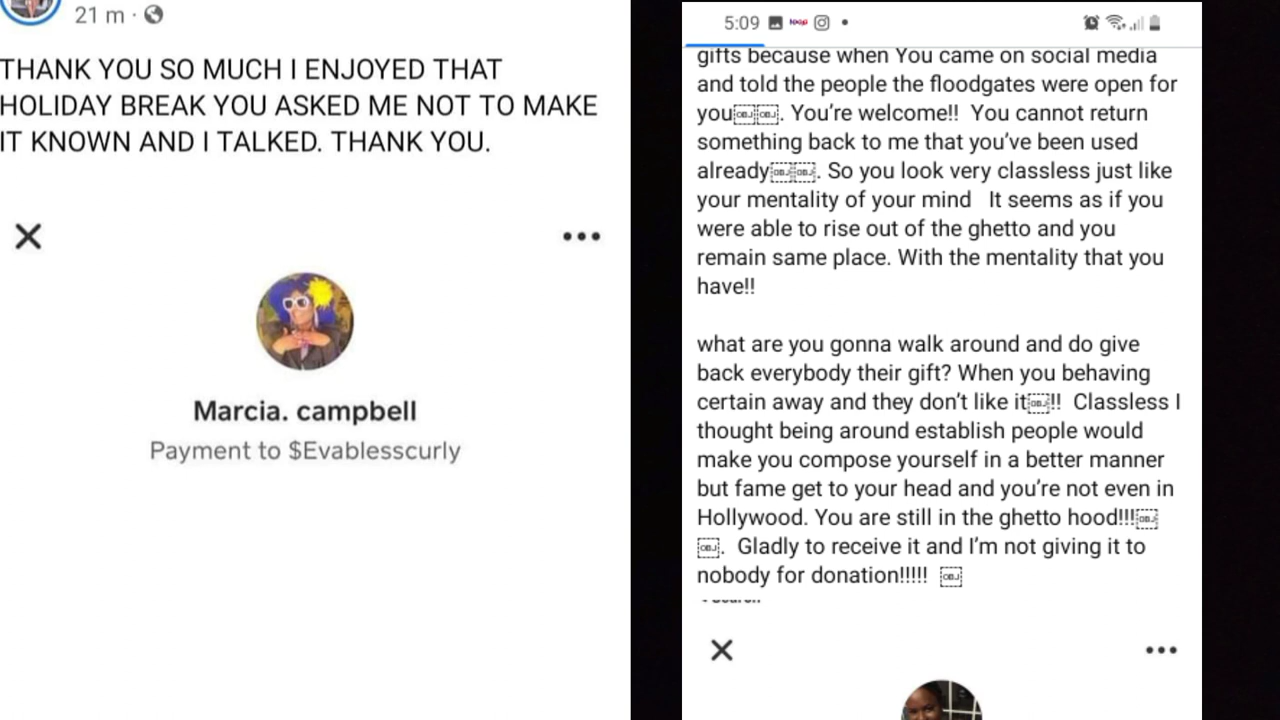 21 m ·
THANK YOU SO MUCH I ENJOYED THAT
HOLIDAY BREAK YOU ASKED ME NOT TO MAKE
IT KNOWN AND I TALKED. THANK YOU.
Marcia. campbell
Payment to $Evablesscurly
5:09
loop
gifts because when You came on social media
and told the people the floodgates were open for
you. You’re welcome!!  You cannot return
something back to me that you’ve been used
already. So you look very classless just like
your mentality of your mind   It seems as if you
were able to rise out of the ghetto and you
remain same place. With the mentality that you
have!!
what are you gonna walk around and do give
back everybody their gift? When you behaving
certain away and they don’t like it!!  Classless I
thought being around establish people would
make you compose yourself in a better manner
but fame get to your head and you’re not even in
Hollywood. You are still in the ghetto hood!!!
.  Gladly to receive it and I’m not giving it to
nobody for donation!!!!!